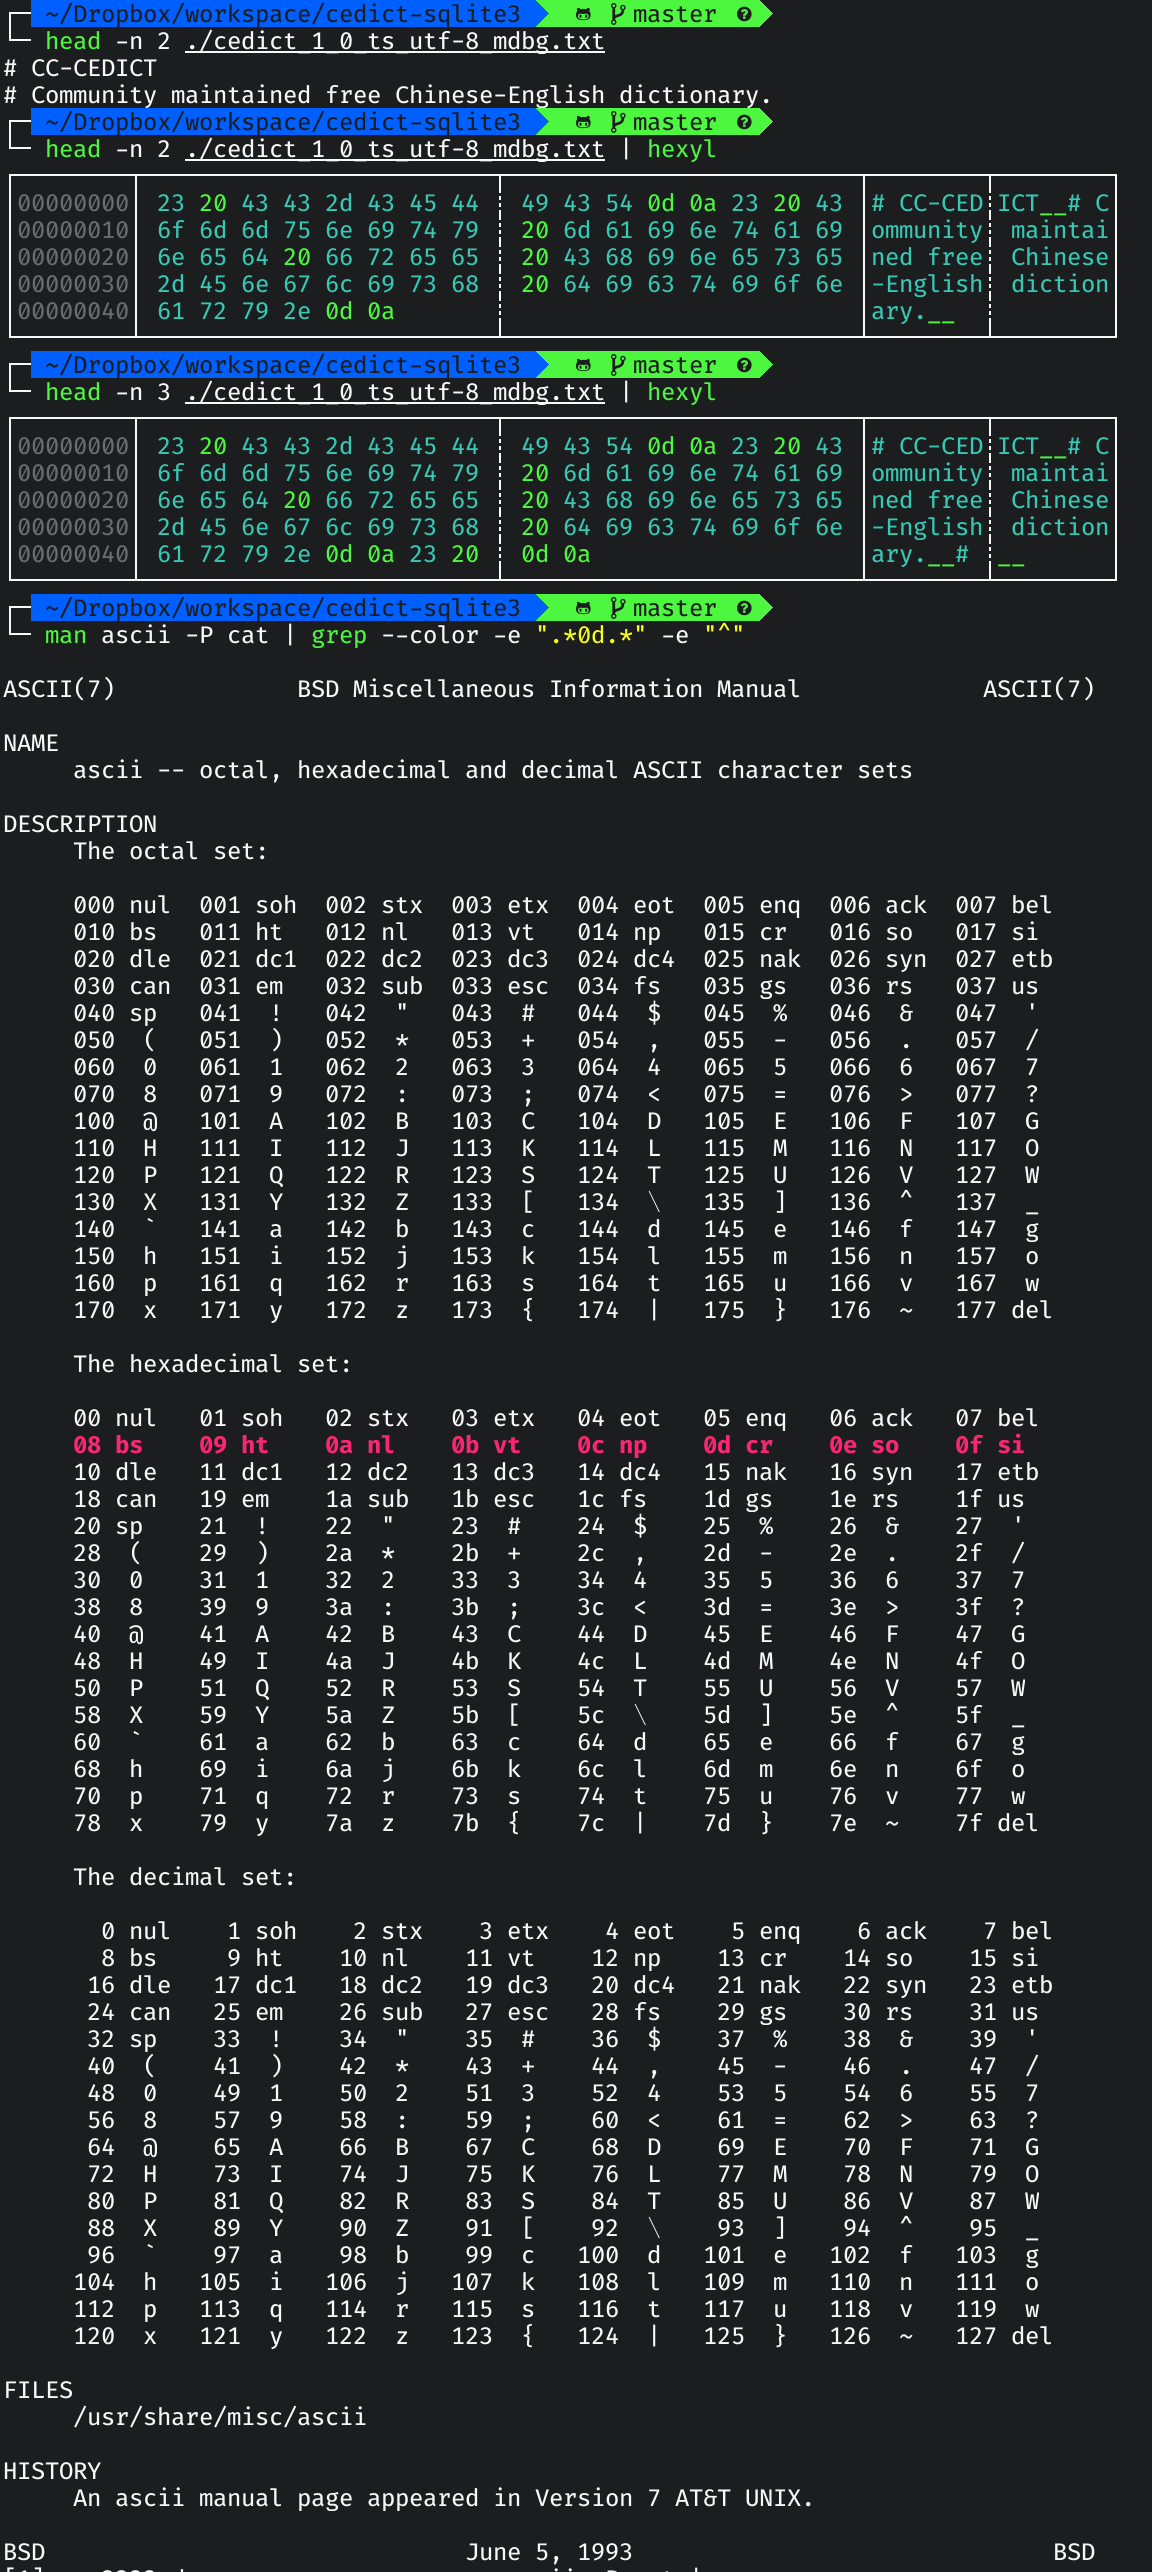 ~/Dropbox/workspace/cedict-sqlite3 master ?
head -n 2 ./cedict_1_0_ts_utf-8_mdbg.txt
# CC-CEDICT
# Community maintained free Chinese-English dictionary.
~/Dropbox/workspace/cedict-sqlite3 master ?
head -n 2 ./cedict_1_0_ts_utf-8_mdbg.txt | hexyl
00000000 23 20 43 43 2d 43 45 44 49 43 54 0d 0a 23 20 43 # CC-CED ICT__# C
00000010 6f 6d 6d 75 6e 69 74 79 20 6d 61 69 6e 74 61 69 ommunity maintai
00000020 6e 65 64 20 66 72 65 65 20 43 68 69 6e 65 73 65 ned free Chinese
00000030 2d 45 6e 67 6c 69 73 68 20 64 69 63 74 69 6f 6e -English diction
00000040 61 72 79 2e 0d 0a ary.__
~/Dropbox/workspace/cedict-sqlite3 master ?
head -n 3 ./cedict_1_0_ts_utf-8_mdbg.txt | hexyl
00000000 23 20 43 43 2d 43 45 44 49 43 54 0d 0a 23 20 43 # CC-CED ICT__# C
00000010 6f 6d 6d 75 6e 69 74 79 20 6d 61 69 6e 74 61 69 ommunity maintai
00000020 6e 65 64 20 66 72 65 65 20 43 68 69 6e 65 73 65 ned free Chinese
00000030 2d 45 6e 67 6c 69 73 68 20 64 69 63 74 69 6f 6e -English diction
00000040 61 72 79 2e 0d 0a 23 20 0d 0a ary.__# __
~/Dropbox/workspace/cedict-sqlite3 master ?
man ascii -P cat | grep --color -e ".*0d.*" -e "^"
ASCII(7) BSD Miscellaneous Information Manual ASCII(7)
NAME
ascii -- octal, hexadecimal and decimal ASCII character sets
DESCRIPTION
The octal set:
000 nul 001 soh 002 stx 003 etx 004 eot 005 enq 006 ack 007 bel
010 bs 011 ht 012 nl 013 vt 014 np 015 cr 016 so 017 si
020 dle 021 dc1 022 dc2 023 dc3 024 dc4 025 nak 026 syn 027 etb
030 can 031 em 032 sub 033 esc 034 fs 035 gs 036 rs 037 us
040 sp 041 ! 042 " 043 # 044 $ 045 % 046 & 047 '
050 ( 051 ) 052 * 053 + 054 , 055 - 056 . 057 /
060 0 061 1 062 2 063 3 064 4 065 5 066 6 067 7
070 8 071 9 072 : 073 ; 074 < 075 = 076 > 077 ?
100 @ 101 A 102 B 103 C 104 D 105 E 106 F 107 G
110 H 111 I 112 J 113 K 114 L 115 M 116 N 117 O
120 P 121 Q 122 R 123 S 124 T 125 U 126 V 127 W
130 X 131 Y 132 Z 133 [ 134 \ 135 ] 136 ^ 137 _
140 ` 141 a 142 b 143 c 144 d 145 e 146 f 147 g
150 h 151 i 152 j 153 k 154 l 155 m 156 n 157 o
160 p 161 q 162 r 163 s 164 t 165 u 166 v 167 w
170 x 171 y 172 z 173 { 174 | 175 } 176 ~ 177 del
The hexadecimal set:
00 nul 01 soh 02 stx 03 etx 04 eot 05 enq 06 ack 07 bel
08 bs 09 ht 0a nl 0b vt 0c np 0d cr 0e so 0f si
10 dle 11 dc1 12 dc2 13 dc3 14 dc4 15 nak 16 syn 17 etb
18 can 19 em 1a sub 1b esc 1c fs 1d gs 1e rs 1f us
20 sp 21 ! 22 " 23 # 24 $ 25 % 26 & 27 '
28 ( 29 ) 2a * 2b + 2c , 2d - 2e . 2f /
30 0 31 1 32 2 33 3 34 4 35 5 36 6 37 7
38 8 39 9 3a : 3b ; 3c < 3d = 3e > 3f ?
40 @ 41 A 42 B 43 C 44 D 45 E 46 F 47 G
48 H 49 I 4a J 4b K 4c L 4d M 4e N 4f O
50 P 51 Q 52 R 53 S 54 T 55 U 56 V 57 W
58 X 59 Y 5a Z 5b [ 5c \ 5d ] 5e ^ 5f _
60 ` 61 a 62 b 63 c 64 d 65 e 66 f 67 g
68 h 69 i 6a j 6b k 6c l 6d m 6e n 6f o
70 p 71 q 72 r 73 s 74 t 75 u 76 v 77 w
78 x 79 y 7a z 7b { 7c | 7d } 7e ~ 7f del
The decimal set:
0 nul 1 soh 2 stx 3 etx 4 eot 5 enq 6 ack 7 bel
8 bs 9 ht 10 nl 11 vt 12 np 13 cr 14 so 15 si
16 dle 17 dc1 18 dc2 19 dc3 20 dc4 21 nak 22 syn 23 etb
24 can 25 em 26 sub 27 esc 28 fs 29 gs 30 rs 31 us
32 sp 33 ! 34 " 35 # 36 $ 37 % 38 & 39 '
40 ( 41 ) 42 * 43 + 44 , 45 - 46 . 47 /
48 0 49 1 50 2 51 3 52 4 53 5 54 6 55 7
56 8 57 9 58 : 59 ; 60 < 61 = 62 > 63 ?
64 @ 65 A 66 B 67 C 68 D 69 E 70 F 71 G
72 H 73 I 74 J 75 K 76 L 77 M 78 N 79 O
80 P 81 Q 82 R 83 S 84 T 85 U 86 V 87 W
88 X 89 Y 90 Z 91 [ 92 \ 93 ] 94 ^ 95 _
96 ` 97 a 98 b 99 c 100 d 101 e 102 f 103 g
104 h 105 i 106 j 107 k 108 l 109 m 110 n 111 o
112 p 113 q 114 r 115 s 116 t 117 u 118 v 119 w
120 x 121 y 122 z 123 { 124 | 125 } 126 ~ 127 del
FILES
/usr/share/misc/ascii
HISTORY
An ascii manual page appeared in Version 7 AT&T UNIX.
BSD June 5, 1993 BSD